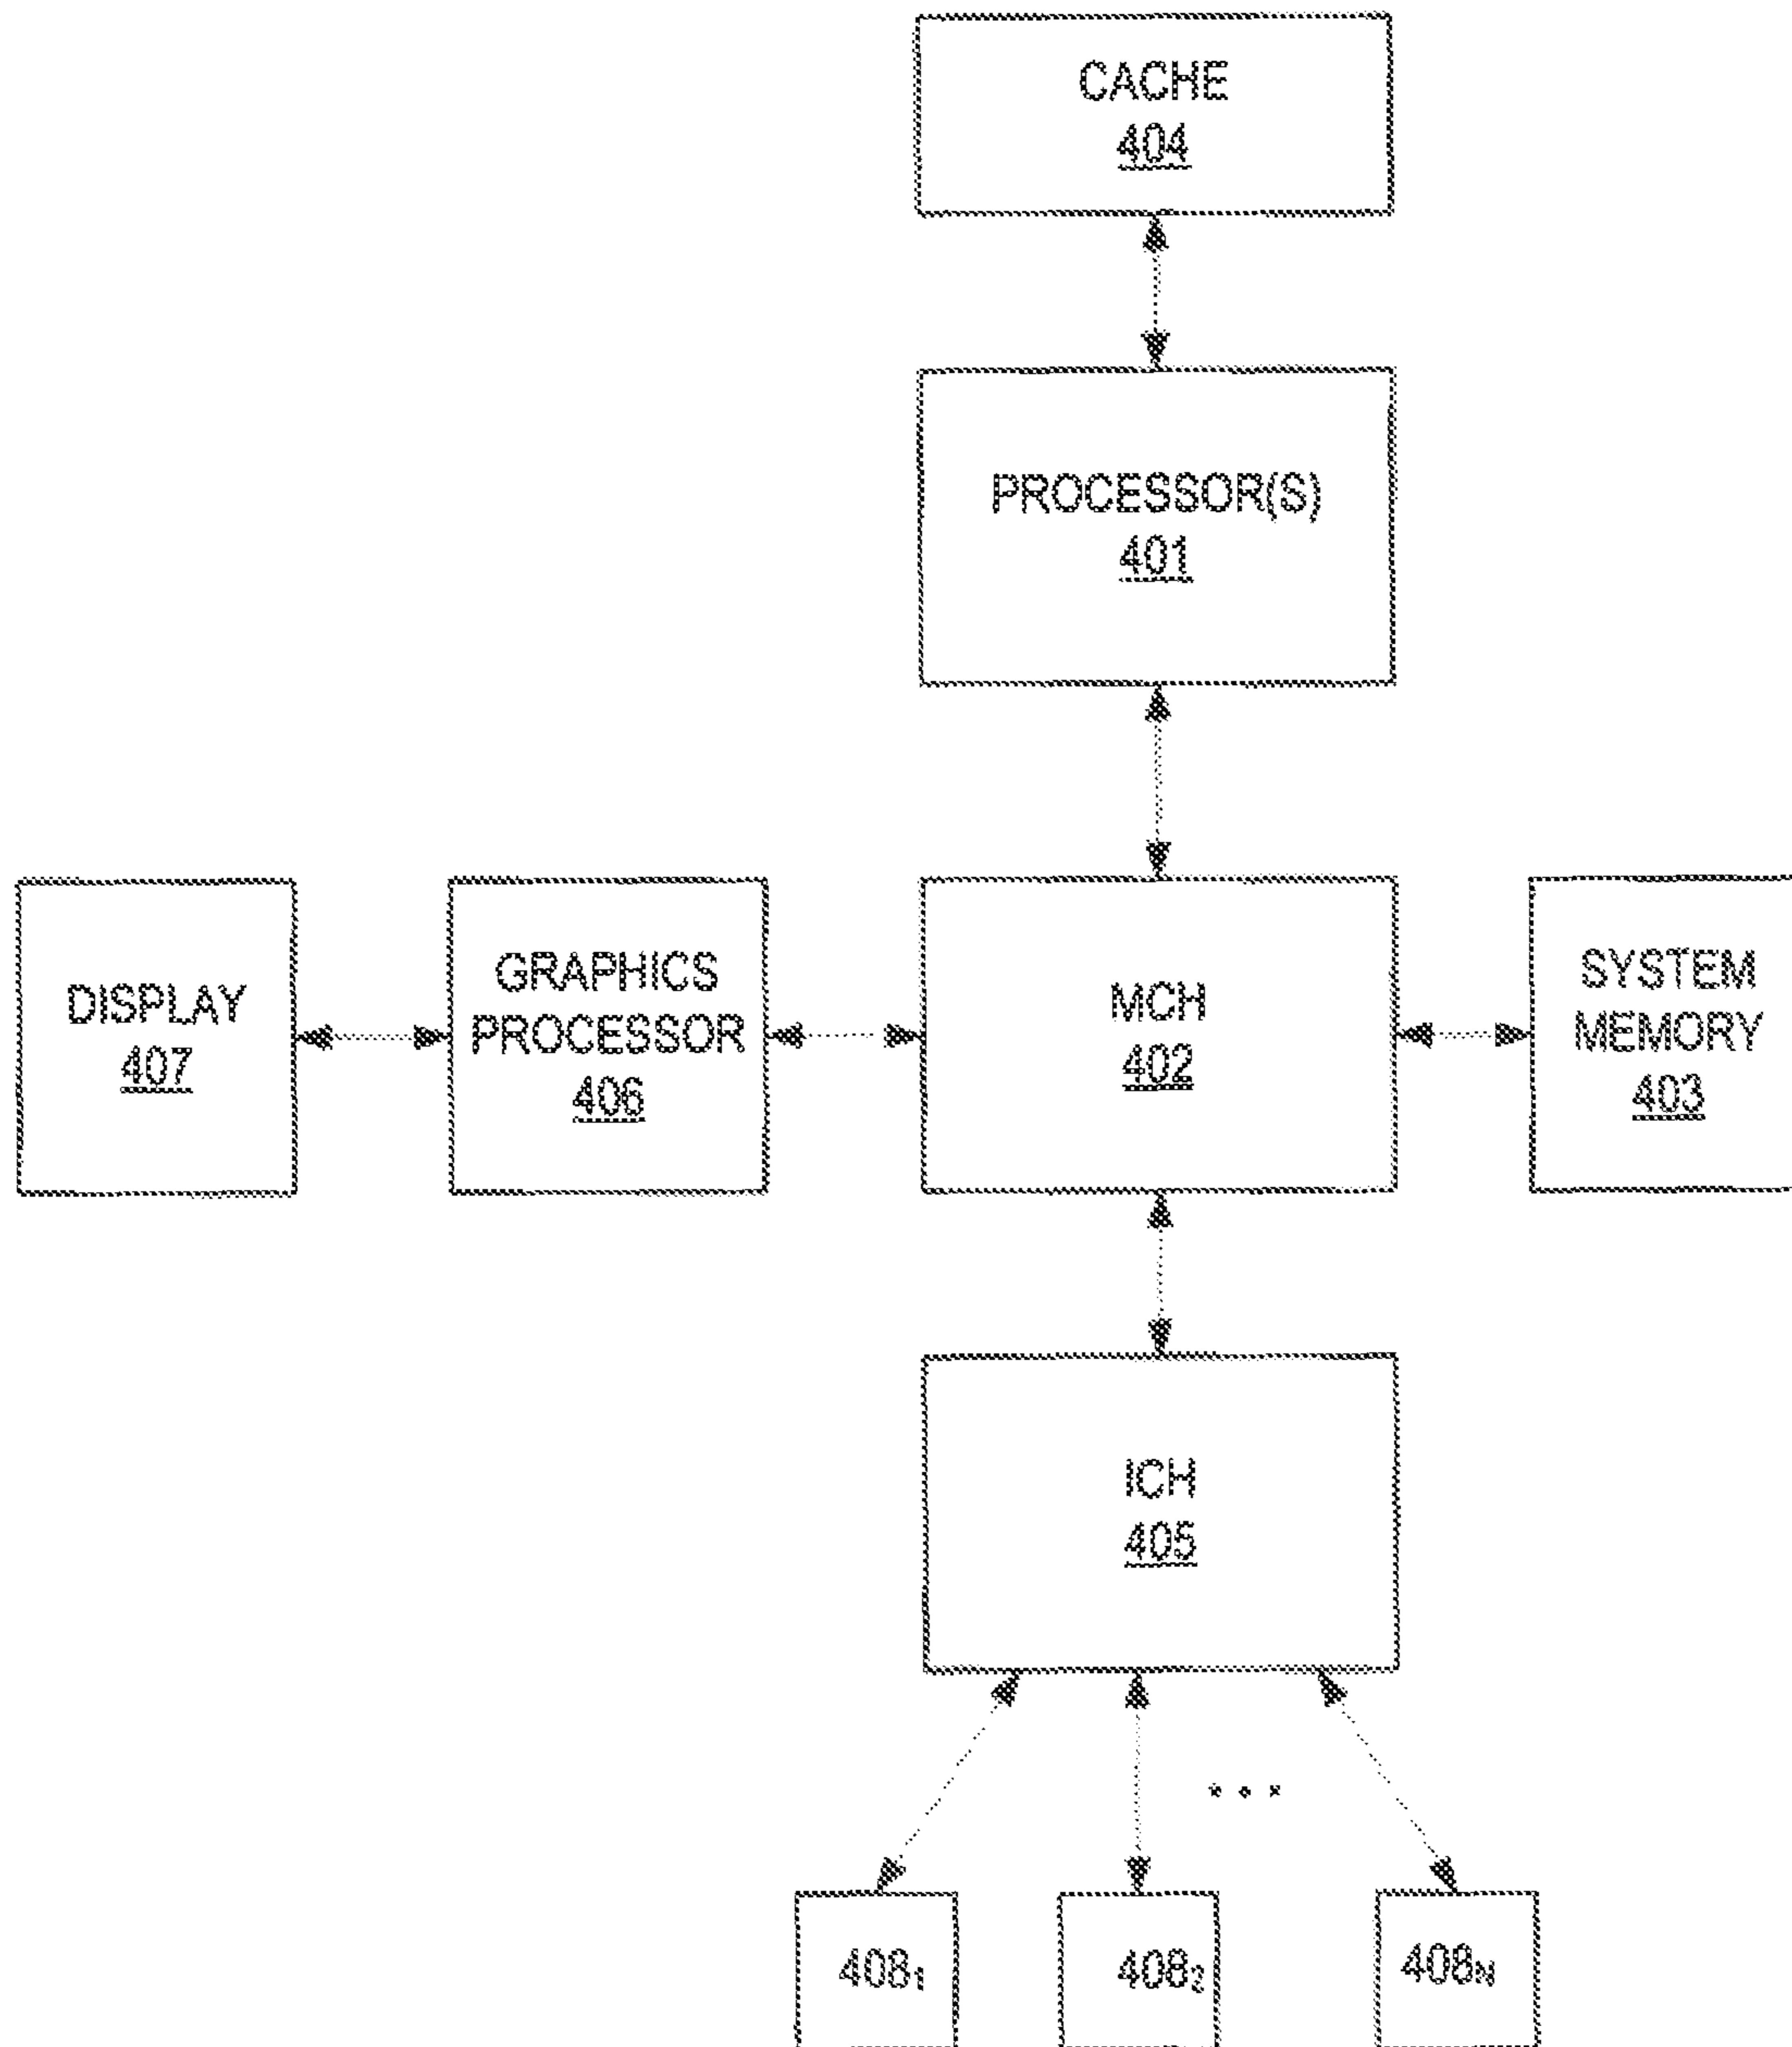 CACHE
404
PROCESSOR(S)
401
DISPLAY
407
GRAPHICS
PROCESSOR
406
MCH
402
SYSTEM
MEMORY
403
ICH
405
. . .
408₁
408₂
408N